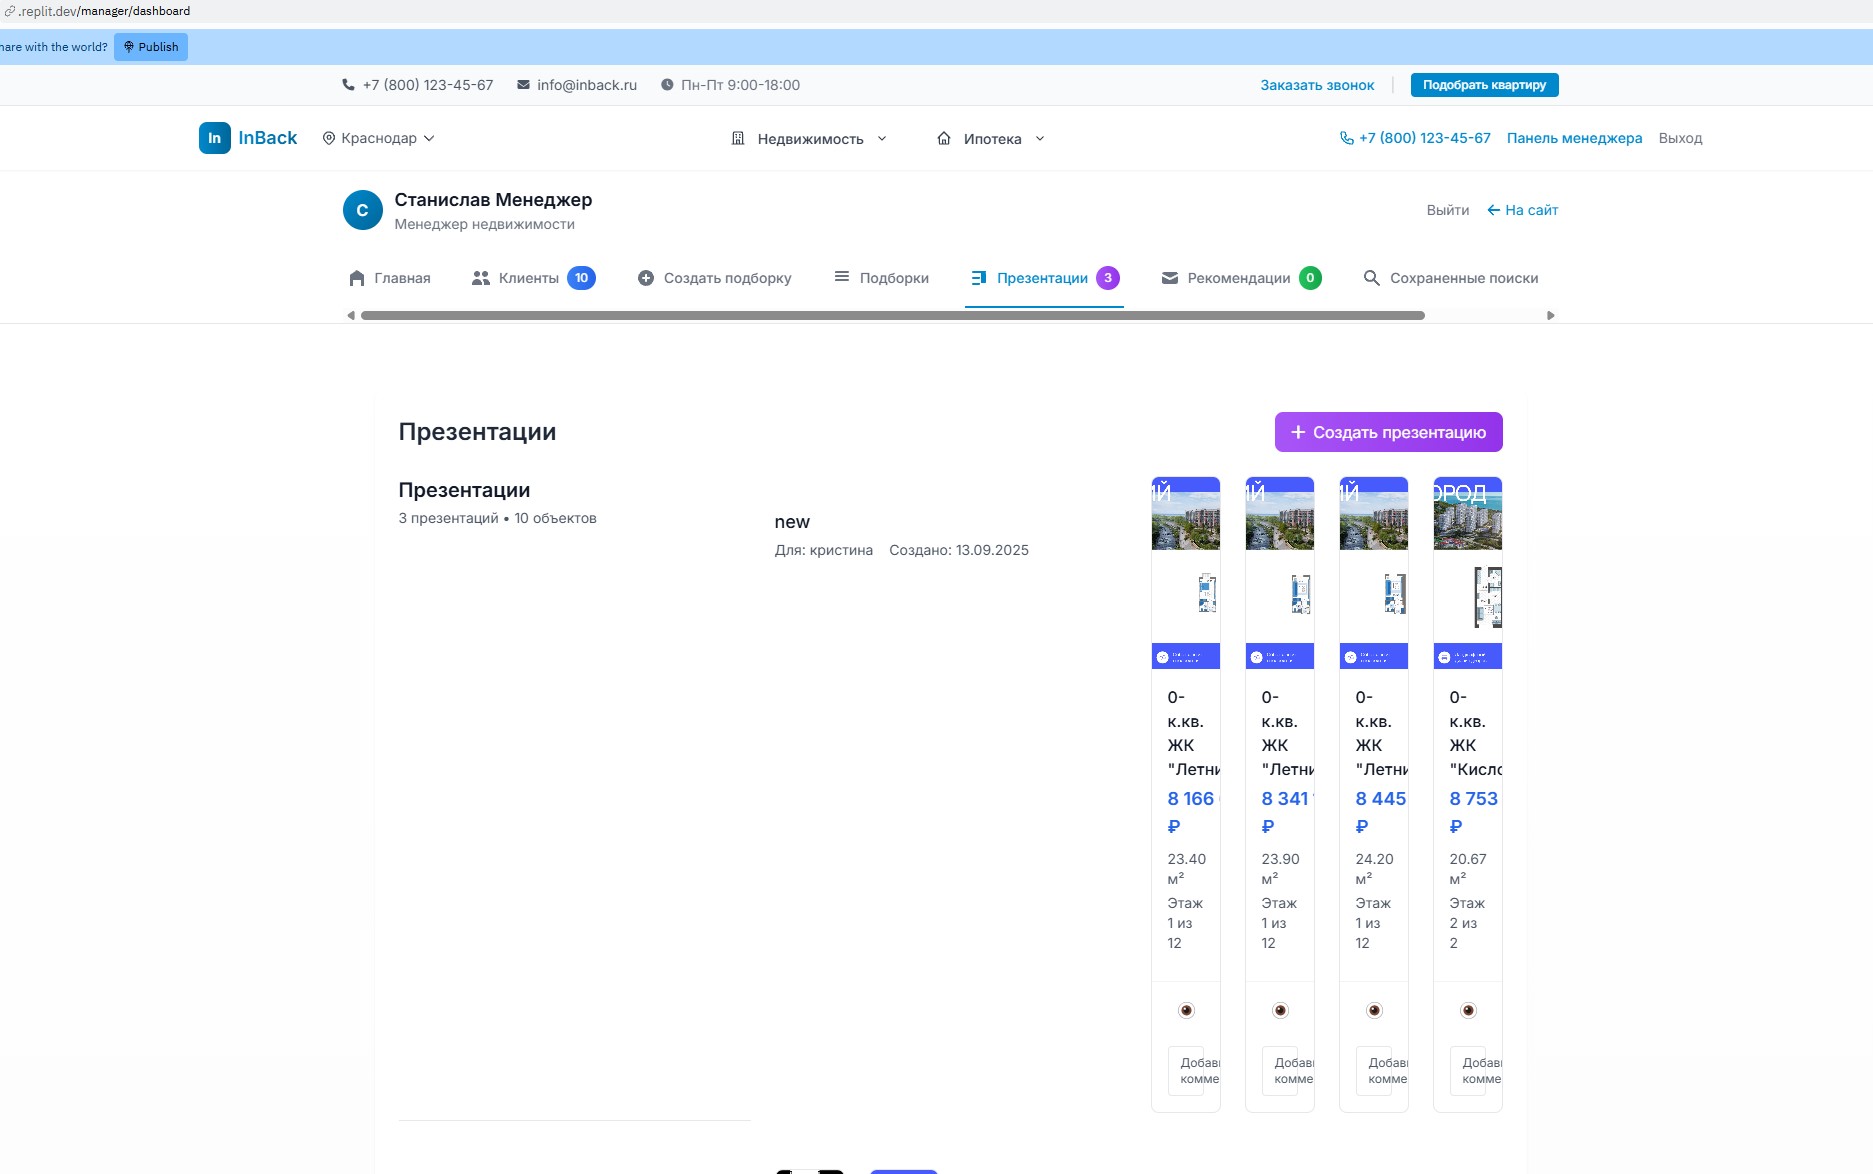 .replit.dev/manager/dashboard
hare with the world?
Publish
+7 (800) 123-45-67
info@inback.ru
Пн-Пт 9:00-18:00
Заказать звонок
Подобрать квартиру
In
InBack
Краснодар
Недвижимость
Ипотека
+7 (800) 123-45-67
Панель менеджера
Выход
С
Станислав Менеджер
Менеджер недвижимости
Выйти
На сайт
Главная
Клиенты 10
Создать подборку
Подборки
Презентации 3
Рекомендации 0
Сохраненные поиски
Презентации
Создать презентацию
Презентации
3 презентаций • 10 объектов
new
Для: кристина Создано: 13.09.2025
ИЙ
0-
к.кв.
ЖК
"Летни
8 166
₽
23.40
м²
Этаж
1 из
12
Добав
комме
ИЙ
0-
к.кв.
ЖК
"Летни
8 341
₽
23.90
м²
Этаж
1 из
12
Добав
комме
ИЙ
0-
к.кв.
ЖК
"Летни
8 445
₽
24.20
м²
Этаж
1 из
12
Добав
комме
ОРОД
0-
к.кв.
ЖК
"Кисло
8 753
₽
20.67
м²
Этаж
2 из
2
Добав
комме